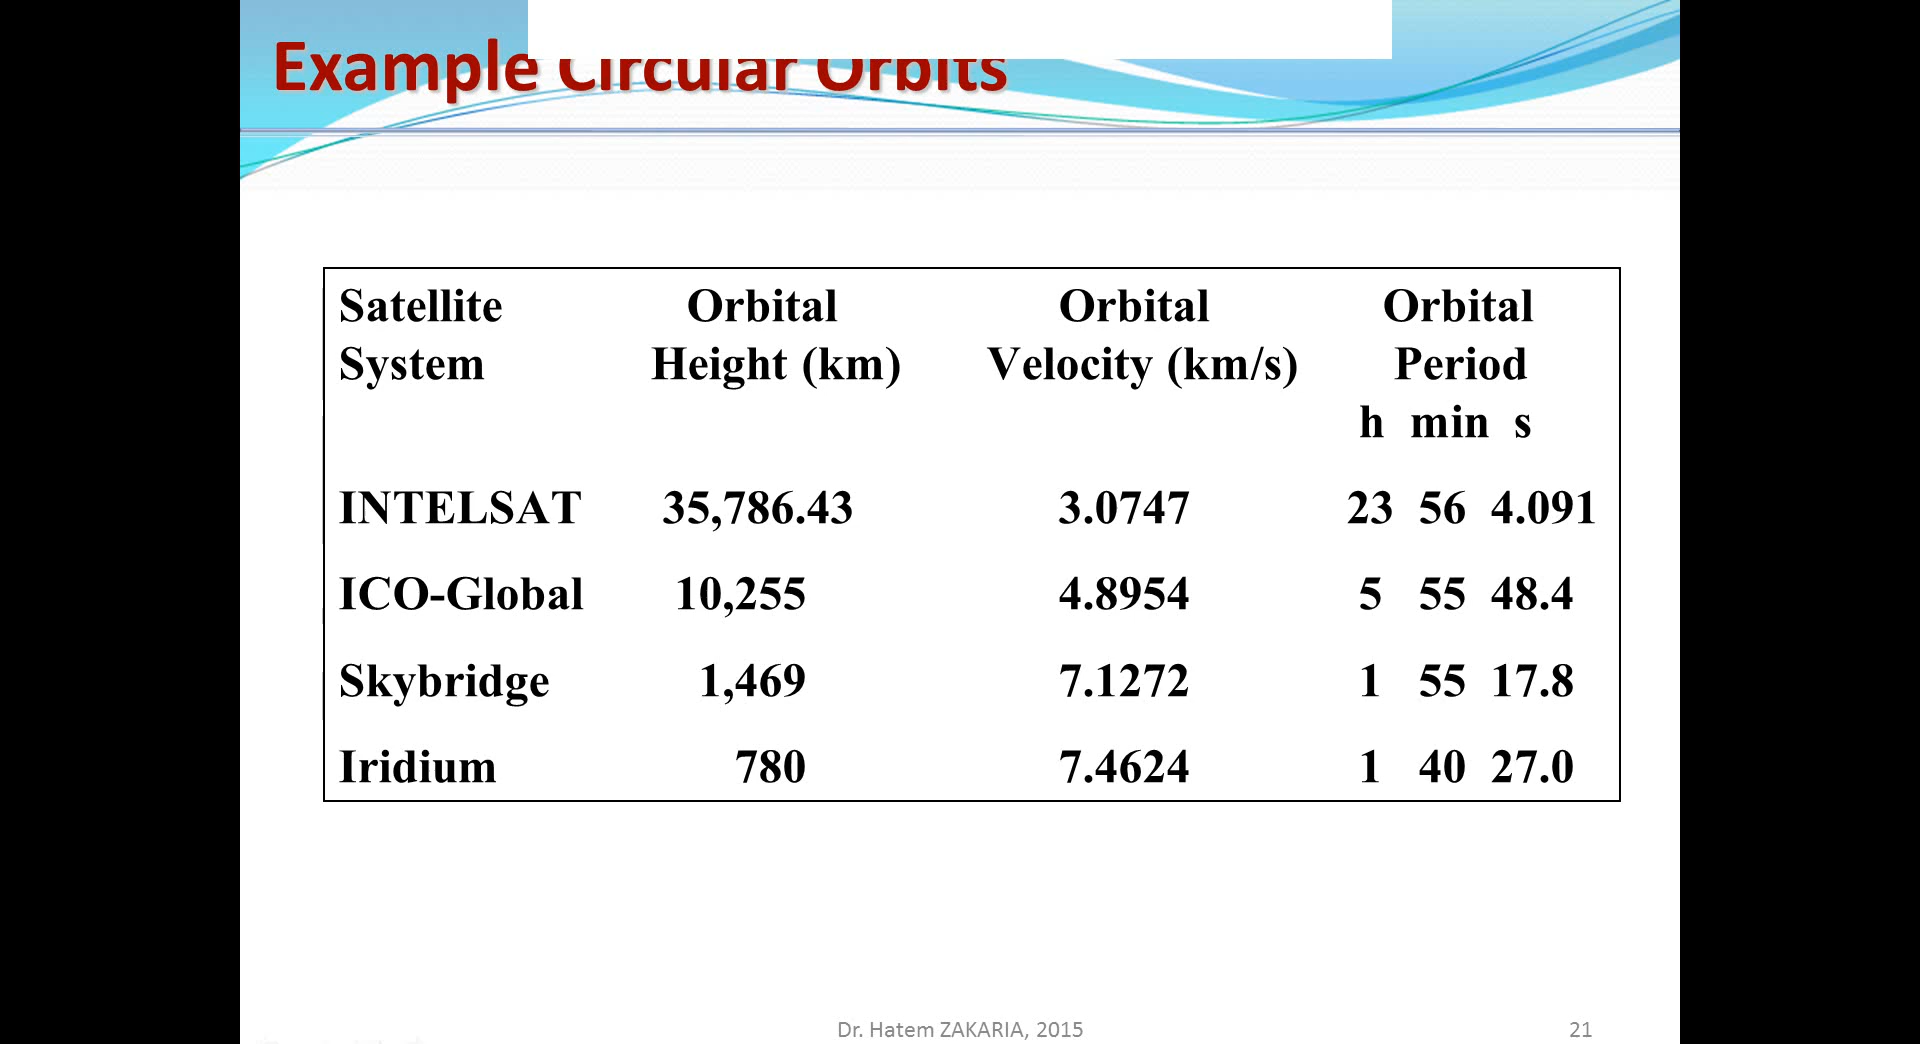 Example Circular Orbits
Satellite Orbital Orbital Orbital
System Height (km) Velocity (km/s) Period
h min s
INTELSAT 35,786.43 3.0747 23 56 4.091
ICO-Global 10,255 4.8954 5 55 48.4
Skybridge 1,469 7.1272 1 55 17.8
Iridium 780 7.4624 1 40 27.0
Dr. Hatem ZAKARIA, 2015 21